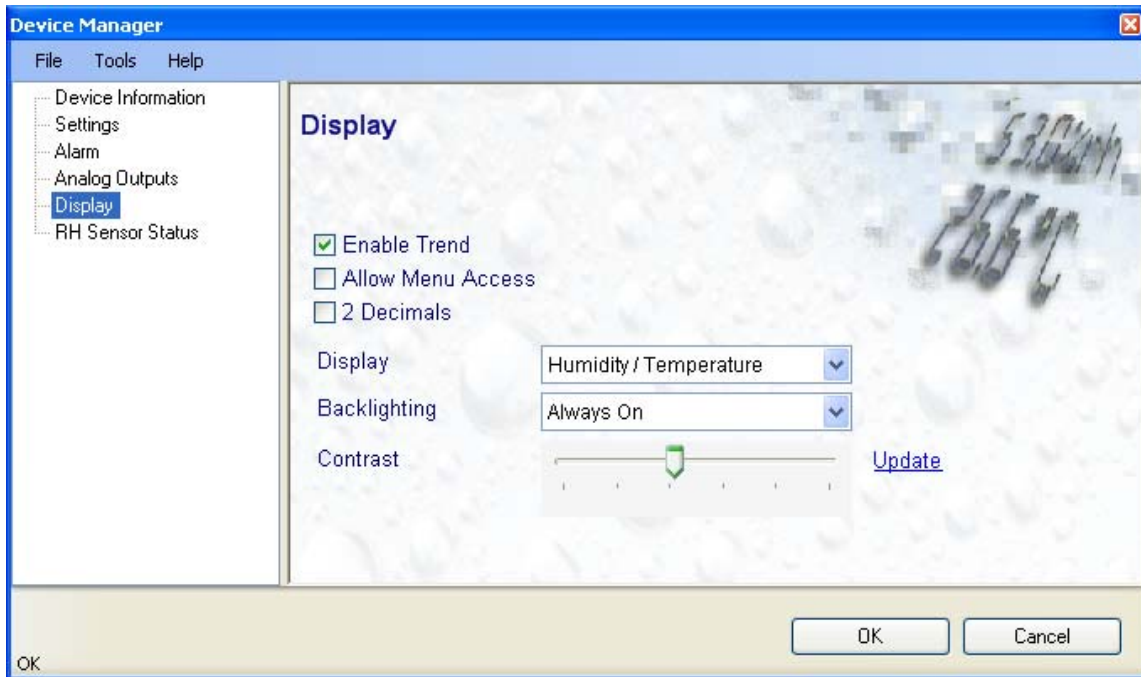 Device Manager
File Tools Help
Device Information
Settings
Alarm
Analog Outputs
Display
RH Sensor Status
Display
Enable Trend
Allow Menu Access
2 Decimals
Display Humidity / Temperature
Backlighting Always On
Contrast Update
OK Cancel
OK